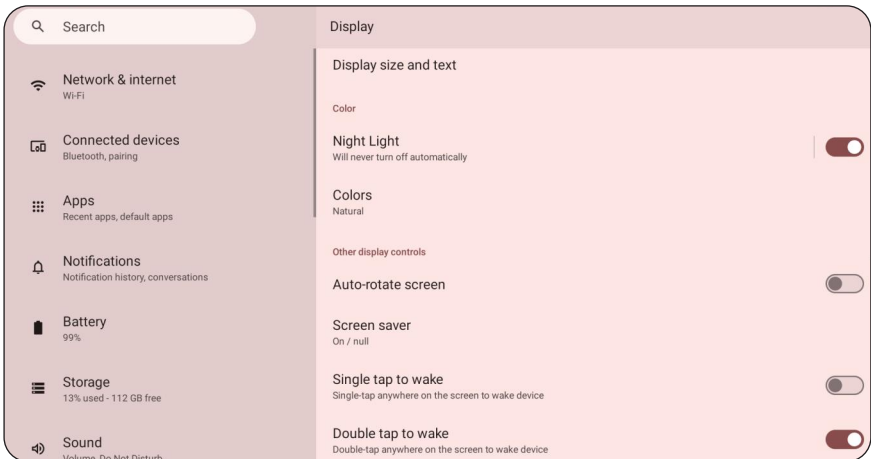 Search
Network & internet
Wi-Fi
Connected devices
Bluetooth, pairing
Apps
Recent apps, default apps
Notifications
Notification history, conversations
Battery
99%
Storage
13% used - 112 GB free
Sound
Volume, Do Not Disturb
Display
Display size and text
Color
Night Light
Will never turn off automatically
Colors
Natural
Other display controls
Auto-rotate screen
Screen saver
On / null
Single tap to wake
Single-tap anywhere on the screen to wake device
Double tap to wake
Double-tap anywhere on the screen to wake device